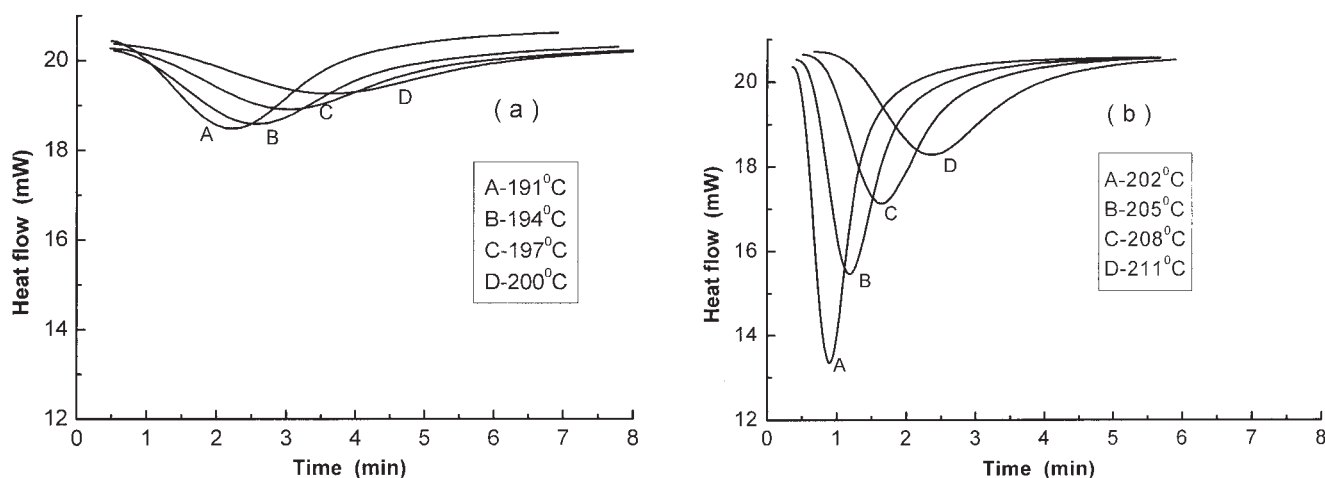 Heat flow (mW)
20
18
16
14
12
0 1 2 3 4 5 6 7 8
Time (min)
( a )
A
B
C
D
A-191⁰C
B-194⁰C
C-197⁰C
D-200⁰C
Heat flow (mW)
20
18
16
14
12
0 1 2 3 4 5 6 7 8
Time (min)
( b )
A
B
C
D
A-202⁰C
B-205⁰C
C-208⁰C
D-211⁰C